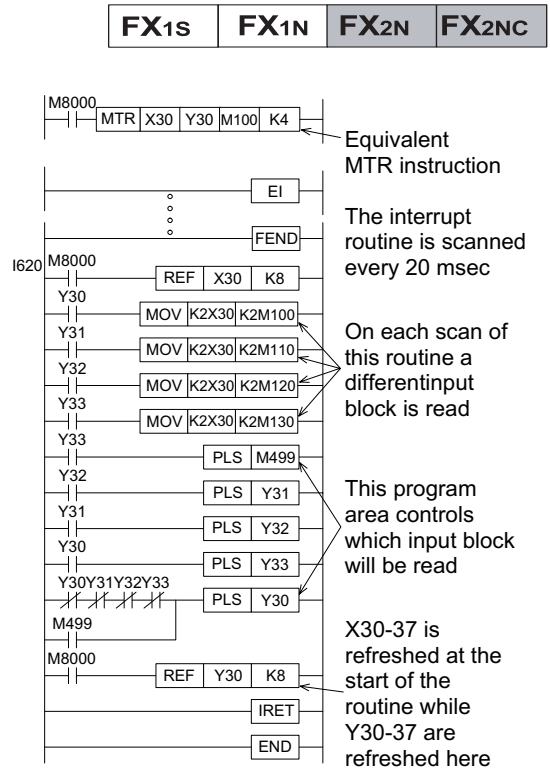 FX1S FX1N FX2N FX2NC
M8000
MTR X30 Y30 M100 K4
Equivalent
MTR instruction
EI
FEND
The interrupt
routine is scanned
every 20 msec
I620 M8000
REF X30 K8
Y30
MOV K2X30 K2M100
Y31
MOV K2X30 K2M110
Y32
MOV K2X30 K2M120
Y33
MOV K2X30 K2M130
On each scan of
this routine a
differentinput
block is read
Y33
PLS M499
Y32
PLS Y31
Y31
PLS Y32
Y30
PLS Y33
Y30Y31Y32Y33
PLS Y30
M499
This program
area controls
which input block
will be read
M8000
REF Y30 K8
IRET
END
X30-37 is
refreshed at the
start of the
routine while
Y30-37 are
refreshed here